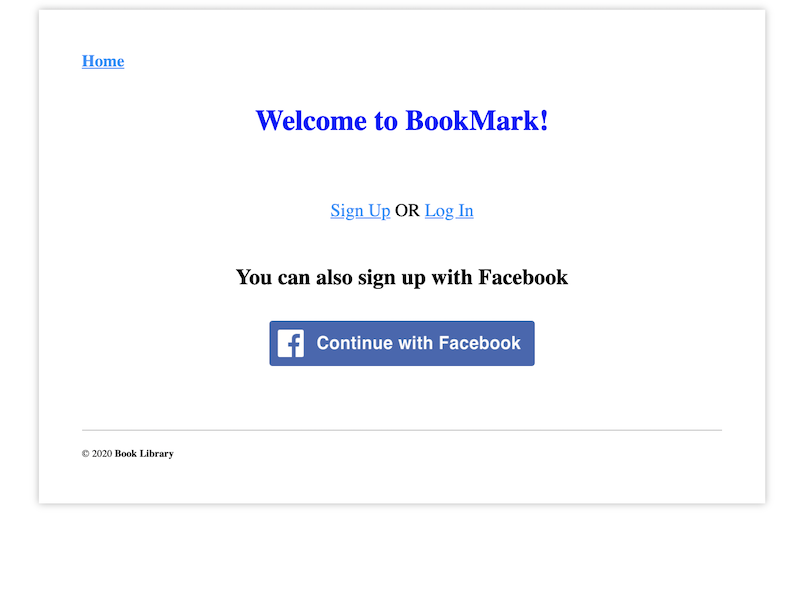 Home
Welcome to BookMark!
Sign Up OR Log In
You can also sign up with Facebook
Continue with Facebook
© 2020 Book Library